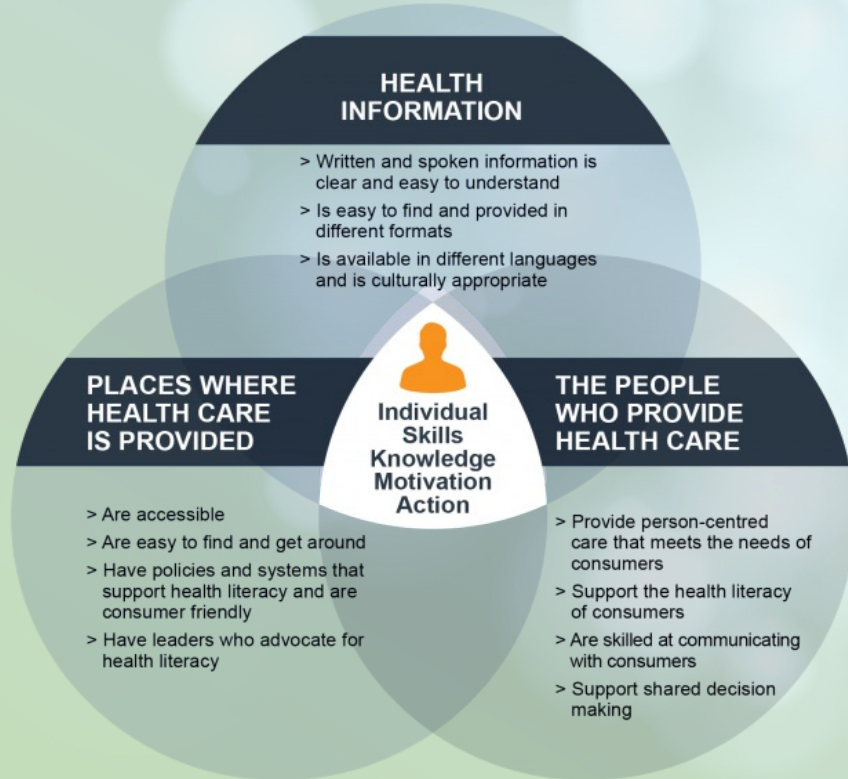 HEALTH
INFORMATION
> Written and spoken information is
clear and easy to understand
> Is easy to find and provided in
different formats
> Is available in different languages
and is culturally appropriate
PLACES WHERE
HEALTH CARE
IS PROVIDED
> Are accessible
> Are easy to find and get around
> Have policies and systems that
support health literacy and are
consumer friendly
> Have leaders who advocate for
health literacy
Individual
Skills
Knowledge
Motivation
Action
THE PEOPLE
WHO PROVIDE
HEALTH CARE
> Provide person-centred
care that meets the needs of
consumers
> Support the health literacy
of consumers
> Are skilled at communicating
with consumers
> Support shared decision
making